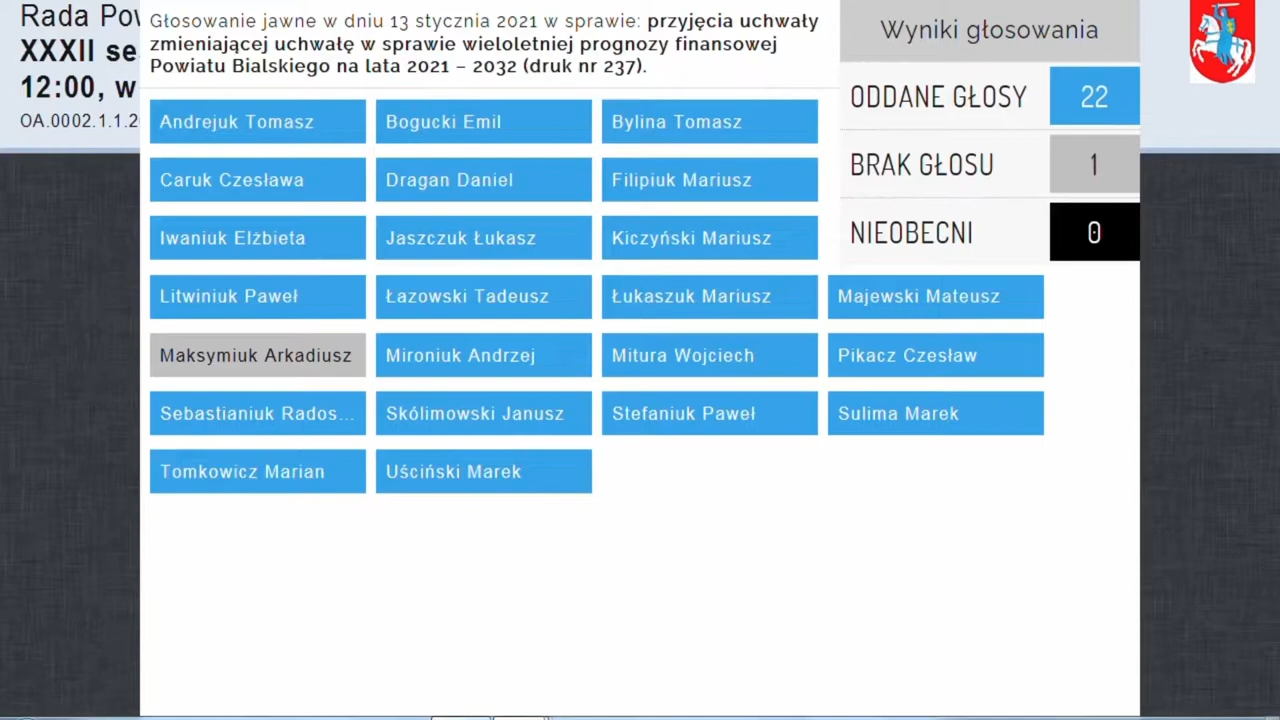 Rada Pow
XXXII se
12:00, w
OA.0002.1.1.2
Głosowanie jawne w dniu 13 stycznia 2021 w sprawie: przyjęcia uchwały
zmieniającej uchwałę w sprawie wieloletniej prognozy finansowej
Powiatu Bialskiego na lata 2021 – 2032 (druk nr 237).
Wyniki głosowania
ODDANE GŁOSY 22
BRAK GŁOSU 1
NIEOBECNI 0
Andrejuk Tomasz Bogucki Emil Bylina Tomasz
Caruk Czesława Dragan Daniel Filipiuk Mariusz
Iwaniuk Elżbieta Jaszczuk Łukasz Kiczyński Mariusz
Litwiniuk Paweł Łazowski Tadeusz Łukaszuk Mariusz Majewski Mateusz
Maksymiuk Arkadiusz Mironiuk Andrzej Mitura Wojciech Pikacz Czesław
Sebastianiuk Rados... Skólimowski Janusz Stefaniuk Paweł Sulima Marek
Tomkowicz Marian Uściński Marek